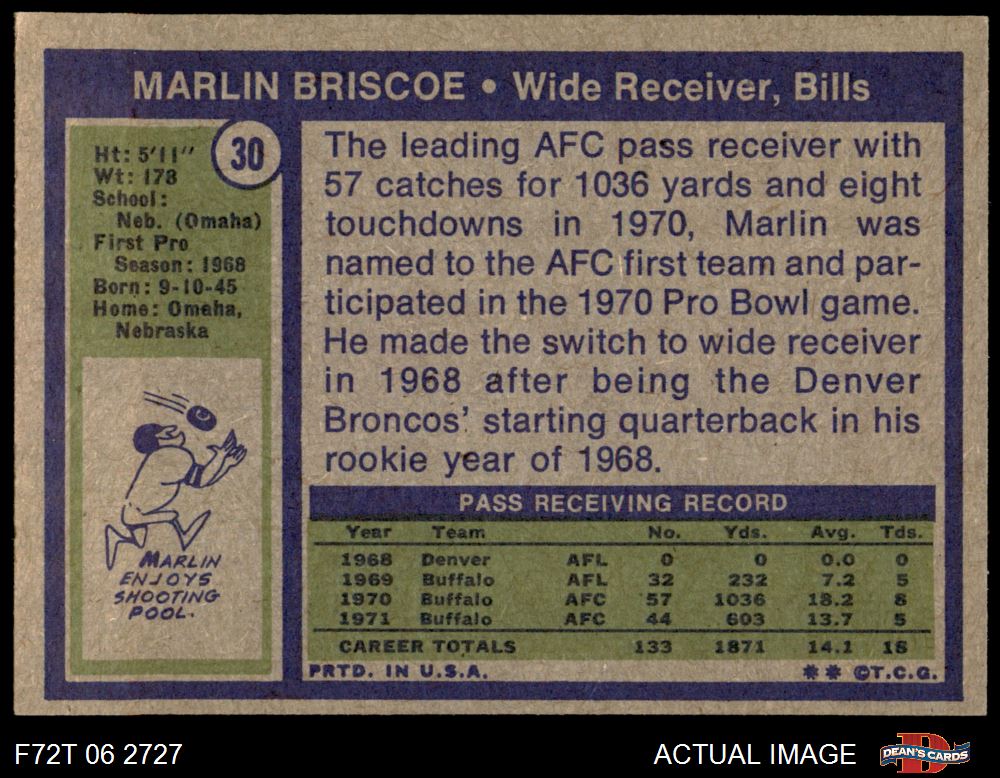 MARLIN BRISCOE • Wide Receiver, Bills
30
Ht: 5'11"
Wt: 178
School:
Neb. (Omaha)
First Pro
Season: 1968
Born: 9-10-45
Home: Omaha,
Nebraska
MARLIN
ENJOYS
SHOOTING
POOL.
The leading AFC pass receiver with
57 catches for 1036 yards and eight
touchdowns in 1970, Marlin was
named to the AFC first team and par-
ticipated in the 1970 Pro Bowl game.
He made the switch to wide receiver
in 1968 after being the Denver
Broncos' starting quarterback in his
rookie year of 1968.
PASS RECEIVING RECORD
Year Team No. Yds. Avg. Tds.
1968 Denver AFL 0 0 0.0 0
1969 Buffalo AFL 32 232 7.2 5
1970 Buffalo AFC 57 1036 18.2 8
1971 Buffalo AFC 44 603 13.7 5
CAREER TOTALS 133 1871 14.1 18
PRTD. IN U.S.A. ** ©T.C.G.
F72T 06 2727 ACTUAL IMAGE
DEAN'S CARDS